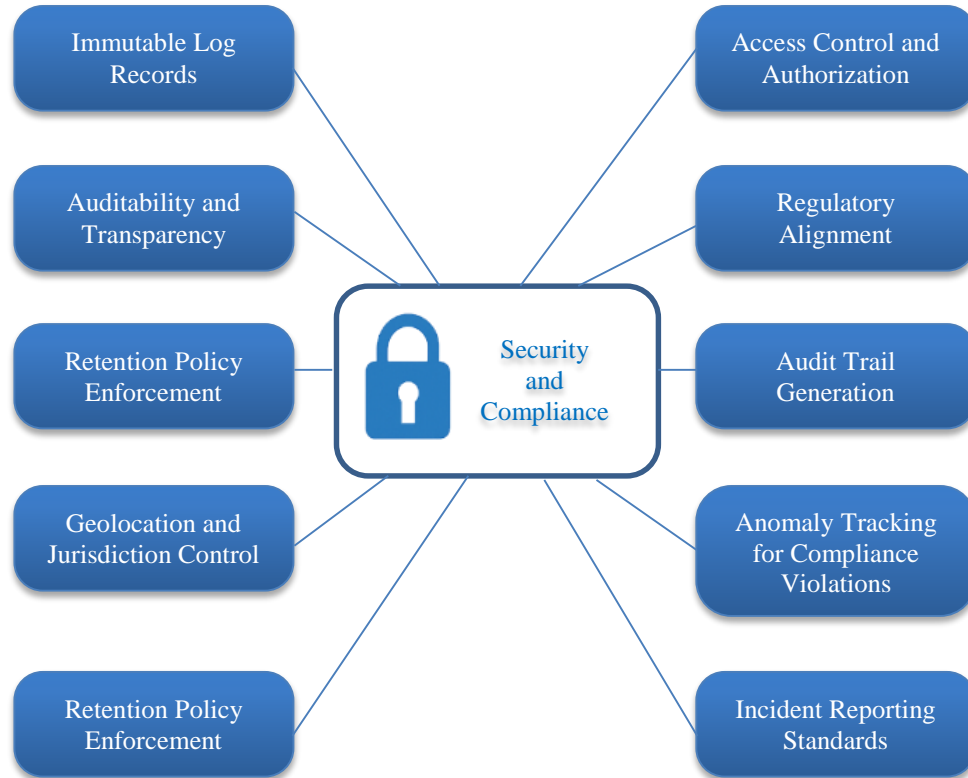 Immutable Log
Records
Access Control and
Authorization
Auditability and
Transparency
Regulatory
Alignment
Retention Policy
Enforcement
Security
and
Compliance
Audit Trail
Generation
Geolocation and
Jurisdiction Control
Anomaly Tracking
for Compliance
Violations
Retention Policy
Enforcement
Incident Reporting
Standards